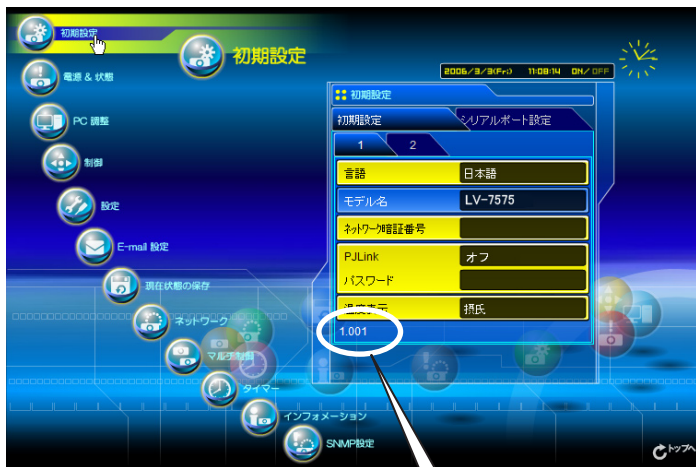 初期設定
初期設定
2006/3/3(Fri) 11:08:14 ON/OFF
電源 & 状態
PC 調整
制御
設定
E-mail 設定
現在状態の保存
ネットワーク
マルチ制御
タイマー
インフォメーション
SNMP設定
初期設定
初期設定 シリアルポート設定
1 2
言語 日本語
モデル名 LV-7575
ネットワーク暗証番号
PJLink オフ
パスワード
温度表示 摂氏
1.001
トップへ